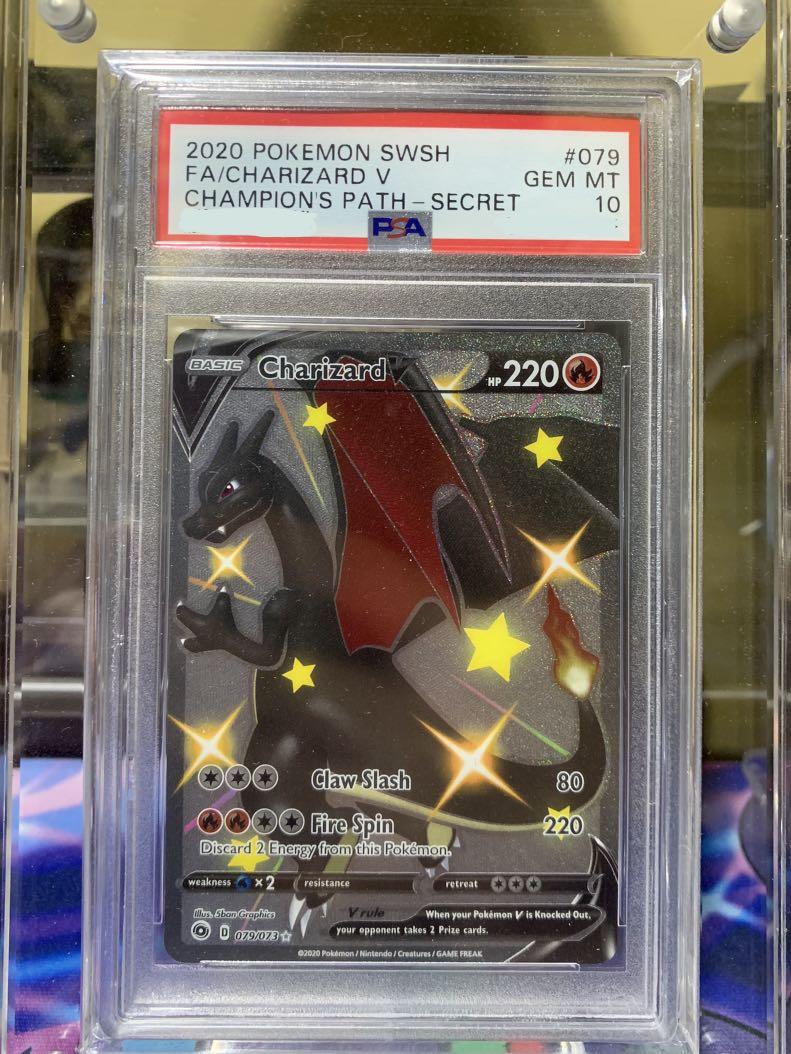 2020 POKEMON SWSH #079
FA/CHARIZARD V GEM MT
CHAMPION'S PATH – SECRET 10
PSA
BASIC Charizard V HP 220
Claw Slash 80
Fire Spin 220
Discard 2 Energy from this Pokémon.
weakness ×2 resistance retreat
Illus. 5ban Graphics
V rule When your Pokémon V is Knocked Out,
your opponent takes 2 Prize cards.
D 079/073
©2020 Pokémon / Nintendo / Creatures / GAME FREAK